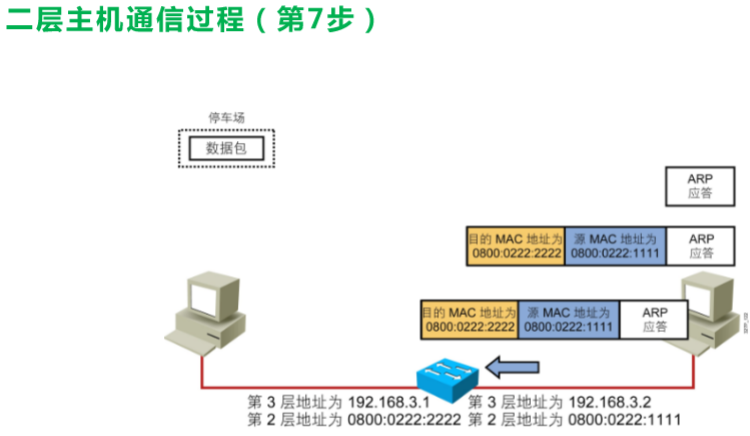 二层主机通信过程（第7步）
停车场
数据包
ARP
应答
目的 MAC 地址为 源 MAC 地址为 ARP
0800:0222:2222 0800:0222:1111 应答
目的 MAC 地址为 源 MAC 地址为 ARP
0800:0222:2222 0800:0222:1111 应答
第 3 层地址为 192.168.3.1 第 3 层地址为 192.168.3.2
第 2 层地址为 0800:0222:2222 第 2 层地址为 0800:0222:1111